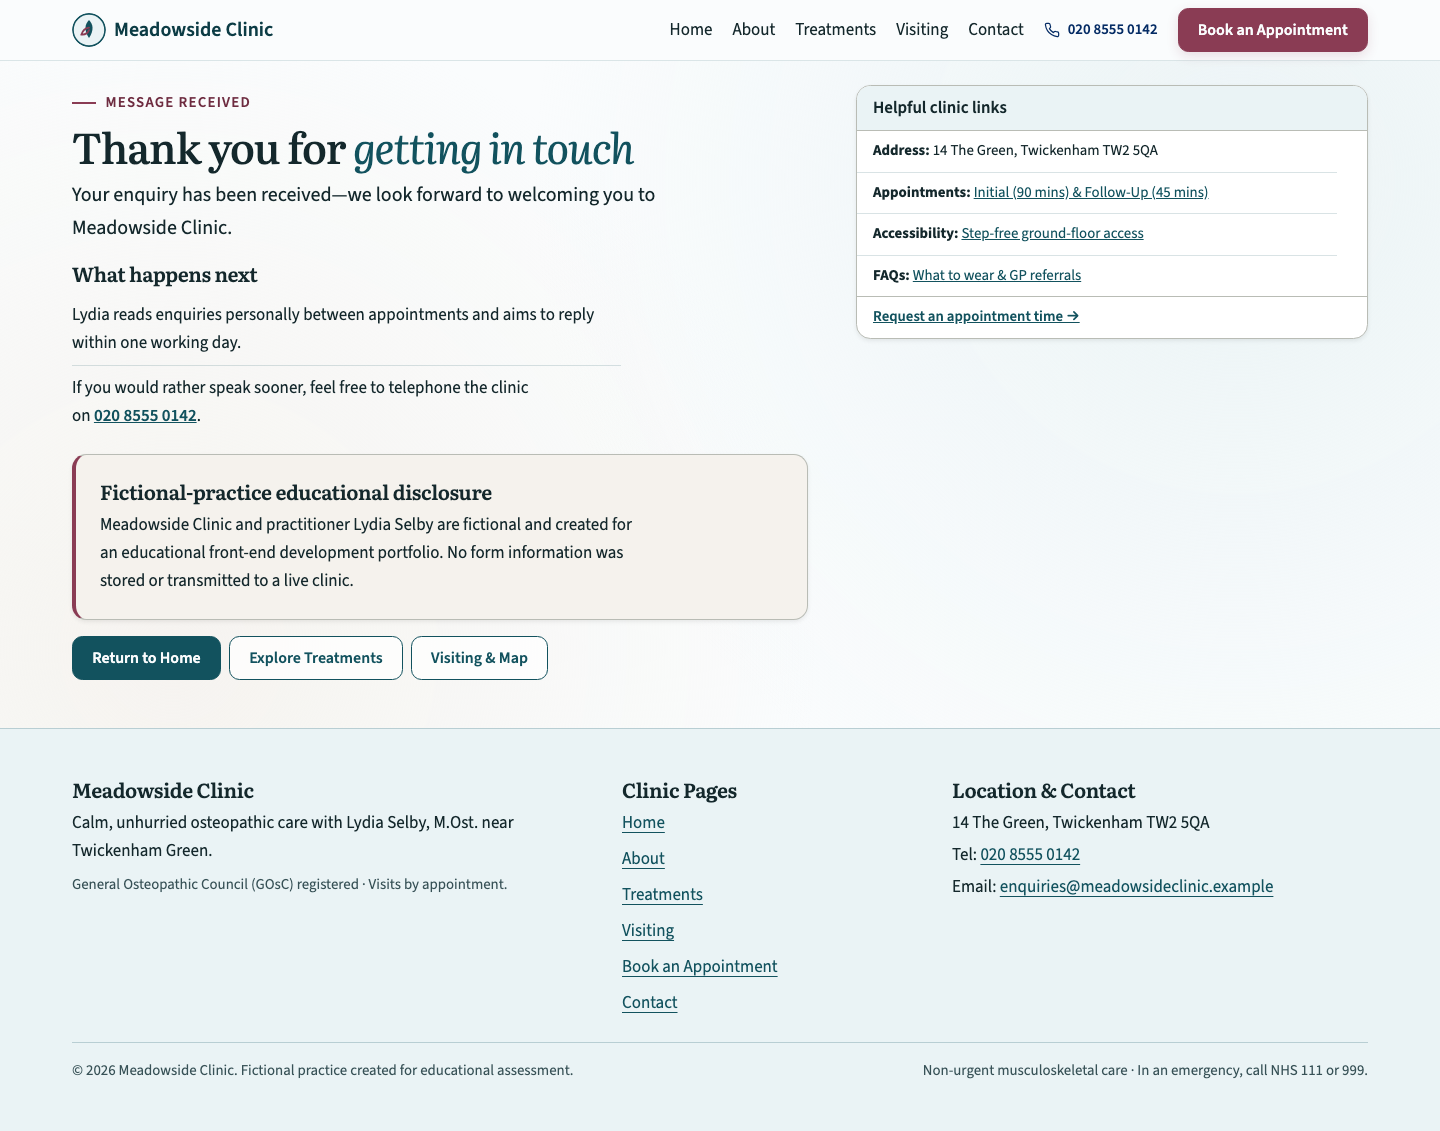 Meadowside Clinic
Home About Treatments Visiting Contact 020 8555 0142 Book an Appointment
MESSAGE RECEIVED
Thank you for getting in touch
Your enquiry has been received—we look forward to welcoming you to
Meadowside Clinic.
What happens next
Lydia reads enquiries personally between appointments and aims to reply
within one working day.
If you would rather speak sooner, feel free to telephone the clinic
on 020 8555 0142.
Fictional-practice educational disclosure
Meadowside Clinic and practitioner Lydia Selby are fictional and created for
an educational front-end development portfolio. No form information was
stored or transmitted to a live clinic.
Return to Home Explore Treatments Visiting & Map
Helpful clinic links
Address: 14 The Green, Twickenham TW2 5QA
Appointments: Initial (90 mins) & Follow-Up (45 mins)
Accessibility: Step-free ground-floor access
FAQs: What to wear & GP referrals
Request an appointment time →
Meadowside Clinic
Calm, unhurried osteopathic care with Lydia Selby, M.Ost. near
Twickenham Green.
General Osteopathic Council (GOsC) registered · Visits by appointment.
Clinic Pages
Home
About
Treatments
Visiting
Book an Appointment
Contact
Location & Contact
14 The Green, Twickenham TW2 5QA
Tel: 020 8555 0142
Email: enquiries@meadowsideclinic.example
© 2026 Meadowside Clinic. Fictional practice created for educational assessment.
Non-urgent musculoskeletal care · In an emergency, call NHS 111 or 999.